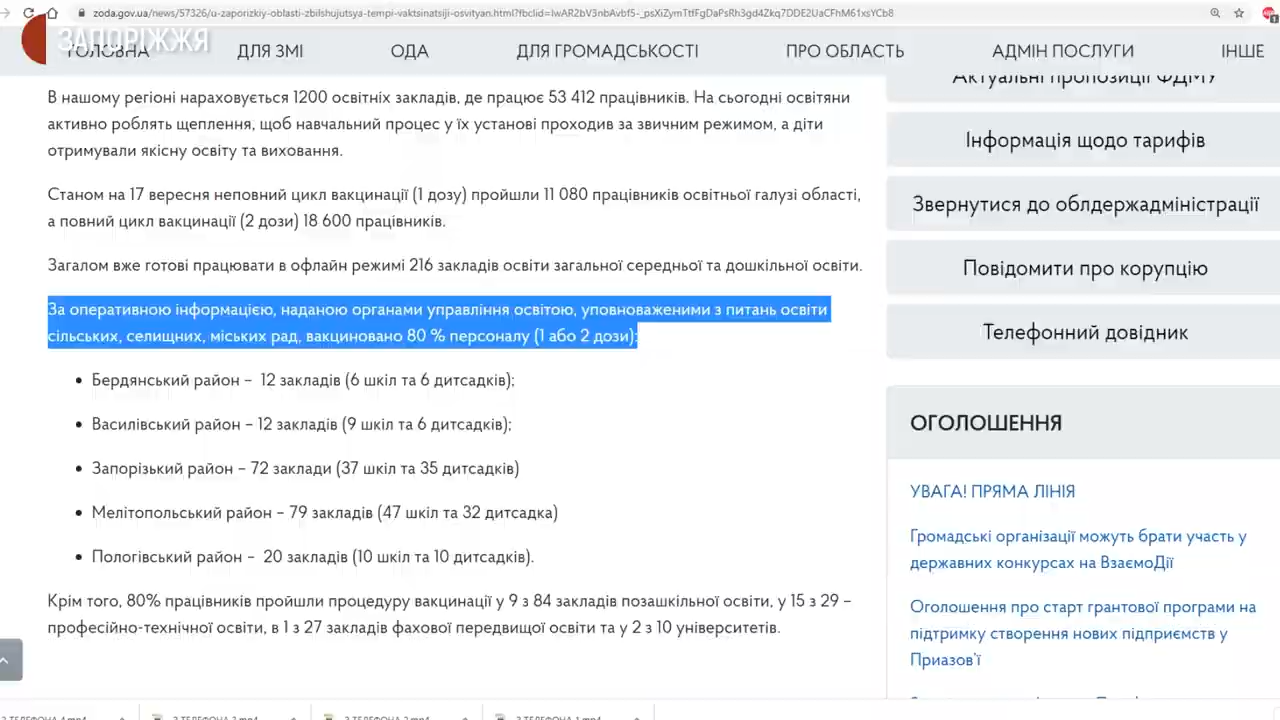 zoda.gov.ua/news/57326/u-zaporizkiy-oblasti-zbilshujutsya-tempi-vaktsinatsiji-osvityan.html?fbclid=IwAR2bV3nbAvbf5-_psXiZymTtfFgDaPsRh3gd4Zkq7DDE2UaCFhM61xsYCb8
ЗАПОРІЖЖЯ
ГОЛОВНА ДЛЯ ЗМІ ОДА ДЛЯ ГРОМАДСЬКОСТІ ПРО ОБЛАСТЬ АДМІН ПОСЛУГИ ІНШЕ
В нашому регіоні нараховується 1200 освітніх закладів, де працює 53 412 працівників. На сьогодні освітяни
активно роблять щеплення, щоб навчальний процес у їх установі проходив за звичним режимом, а діти
отримували якісну освіту та виховання.
Станом на 17 вересня неповний цикл вакцинації (1 дозу) пройшли 11 080 працівників освітньої галузі області,
а повний цикл вакцинації (2 дози) 18 600 працівників.
Загалом вже готові працювати в офлайн режимі 216 закладів освіти загальної середньої та дошкільної освіти.
За оперативною інформацією, наданою органами управління освітою, уповноваженими з питань освіти
сільських, селищних, міських рад, вакциновано 80 % персоналу (1 або 2 дози):
• Бердянський район – 12 закладів (6 шкіл та 6 дитсадків);
• Василівський район – 12 закладів (9 шкіл та 6 дитсадків);
• Запорізький район – 72 заклади (37 шкіл та 35 дитсадків)
• Мелітопольський район – 79 закладів (47 шкіл та 32 дитсадка)
• Пологівський район – 20 закладів (10 шкіл та 10 дитсадків).
Крім того, 80% працівників пройшли процедуру вакцинації у 9 з 84 закладів позашкільної освіти, у 15 з 29 –
професійно-технічної освіти, в 1 з 27 закладів фахової передвищої освіти та у 2 з 10 університетів.
Актуальні пропозиції ФДМУ
Інформація щодо тарифів
Звернутися до облдержадміністрації
Повідомити про корупцію
Телефонний довідник
ОГОЛОШЕННЯ
УВАГА! ПРЯМА ЛІНІЯ
Громадські організації можуть брати участь у
державних конкурсах на ВзаємоДії
Оголошення про старт грантової програми на
підтримку створення нових підприємств у
Приазов'ї
З ТЕЛЕФОНА 4.mp4 З ТЕЛЕФОНА 3.mp4 З ТЕЛЕФОНА 2.mp4 З ТЕЛЕФОНА 1.mp4